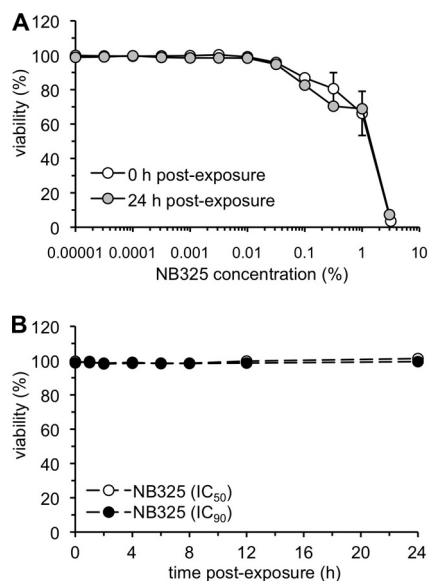 A
120
100
80
60
40
20
0
viability (%)
0 h post-exposure
24 h post-exposure
0.00001 0.0001 0.001 0.01 0.1 1 10
NB325 concentration (%)
B
120
100
80
60
40
20
0
viability (%)
NB325 (IC50)
NB325 (IC90)
0 4 8 12 16 20 24
time post-exposure (h)